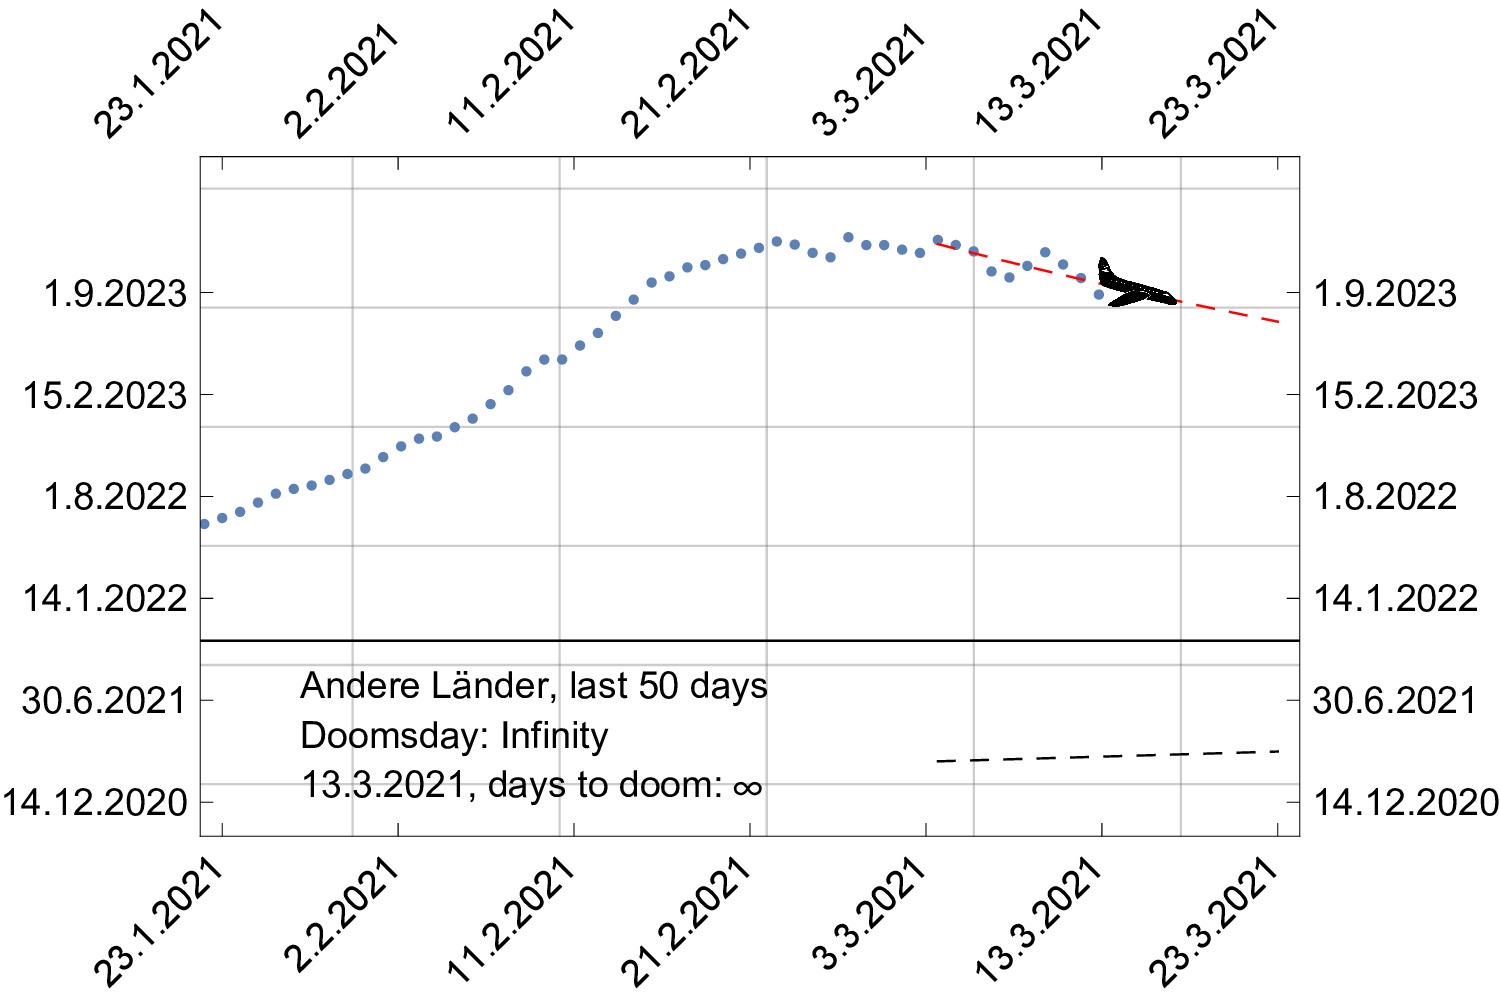 23.1.2021 2.2.2021 11.2.2021 21.2.2021 3.3.2021 13.3.2021 23.3.2021
1.9.2023 1.9.2023
15.2.2023 15.2.2023
1.8.2022 1.8.2022
14.1.2022 14.1.2022
Andere Länder, last 50 days
30.6.2021 30.6.2021
Doomsday: Infinity
13.3.2021, days to doom: ∞
14.12.2020 14.12.2020
23.1.2021 2.2.2021 11.2.2021 21.2.2021 3.3.2021 13.3.2021 23.3.2021